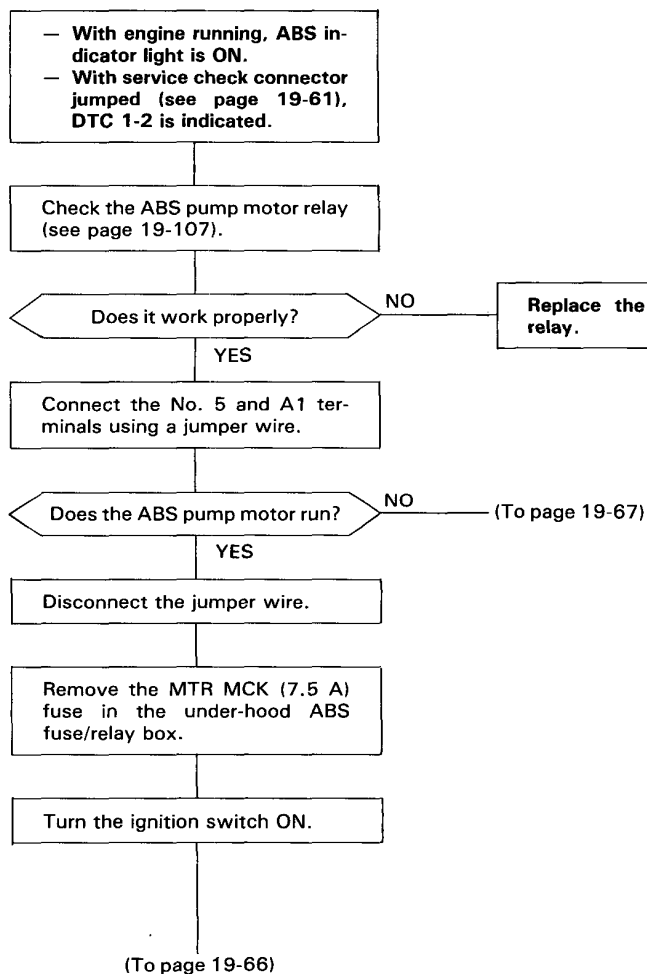 — With engine running, ABS in-
dicator light is ON.
— With service check connector
jumped (see page 19-61),
DTC 1-2 is indicated.
Check the ABS pump motor relay
(see page 19-107).
Does it work properly?
NO
Replace the
relay.
YES
Connect the No. 5 and A1 ter-
minals using a jumper wire.
Does the ABS pump motor run?
NO
(To page 19-67)
YES
Disconnect the jumper wire.
Remove the MTR MCK (7.5 A)
fuse in the under-hood ABS
fuse/relay box.
Turn the ignition switch ON.
(To page 19-66)